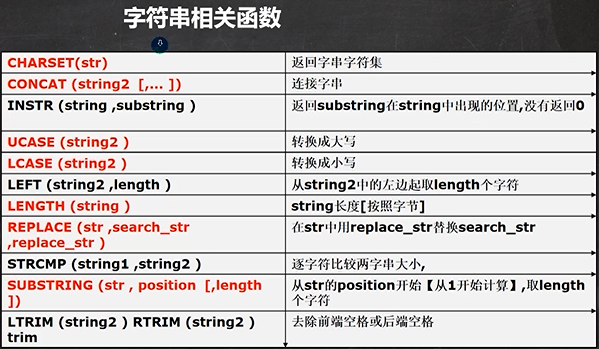 字符串相关函数
CHARSET(str) 返回字串字符集
CONCAT (string2 [,... ]) 连接字串
INSTR (string ,substring ) 返回substring在string中出现的位置,没有返回0
UCASE (string2 ) 转换成大写
LCASE (string2 ) 转换成小写
LEFT (string2 ,length ) 从string2中的左边起取length个字符
LENGTH (string ) string长度[按照字节]
REPLACE (str ,search_str
,replace_str ) 在str中用replace_str替换search_str
STRCMP (string1 ,string2 ) 逐字符比较两字串大小,
SUBSTRING (str , position [,length
]) 从str的position开始【从1开始计算】,取length
个字符
LTRIM (string2 ) RTRIM (string2 )
trim 去除前端空格或后端空格